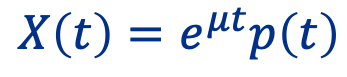 X(t) = e^{μt}p(t)